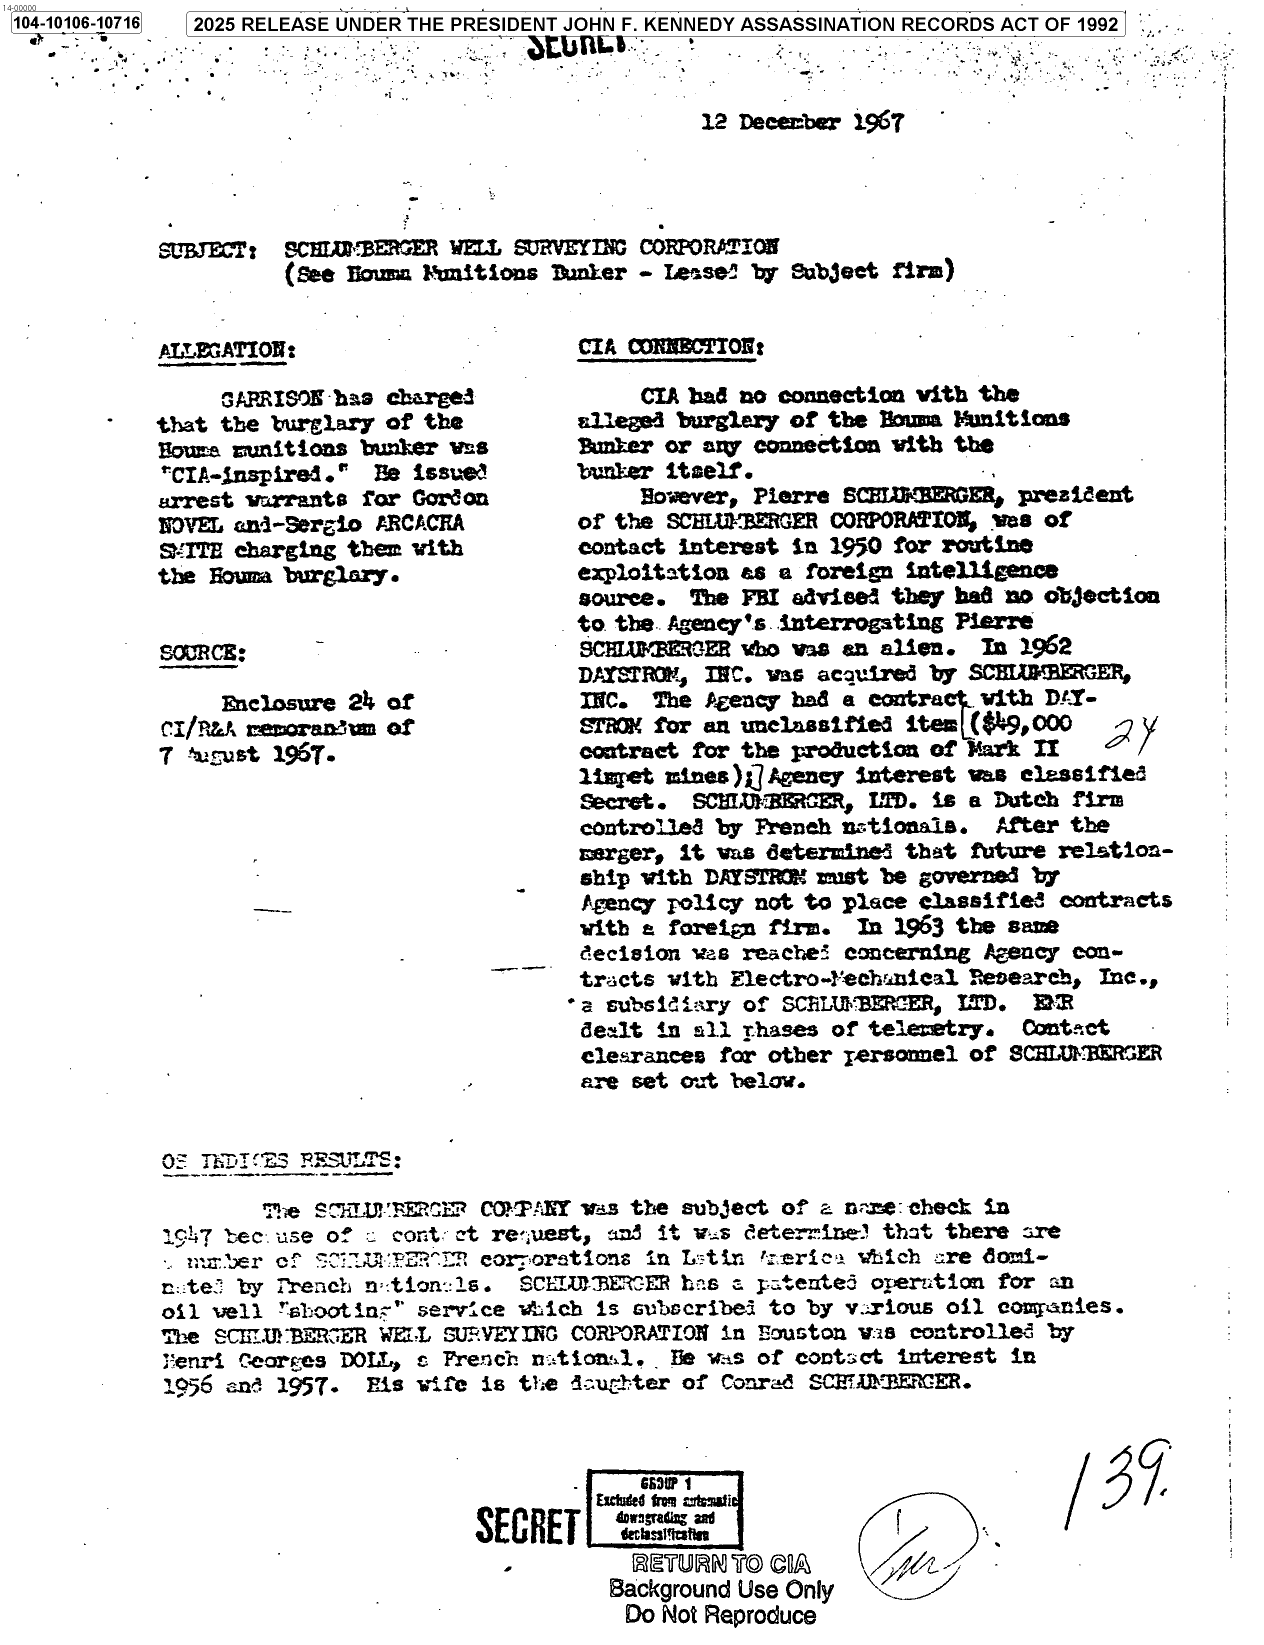 14-00000
104-10106-10716
2025 RELEASE UNDER THE PRESIDENT JOHN F. KENNEDY ASSASSINATION RECORDS ACT OF 1992
SECRET
12 December 1967
SUBJECT: SCHLUMBERGER WELL SURVEYING CORPORATION
(See Houma Munitions Bunker - Leased by Subject firm)
ALLEGATION:
GARRISON has charged
that the burglary of the
Houma munitions bunker was
"CIA-inspired." He issued
arrest warrants for Gordon
NOVEL and Sergio ARCACHA
SMITH charging them with
the Houma burglary.
SOURCE:
Enclosure 24 of
CI/R&A memorandum of
7 August 1967.
CIA CONNECTION:
CIA had no connection with the
alleged burglery of the Houma Munitions
Bunker or any connection with the
bunker itself.
However, Pierre SCHLUMBERGER, president
of the SCHLUMBERGER CORPORATION, was of
contact interest in 1950 for routine
exploitation as a foreign intelligence
source. The FBI advised they had no objection
to the Agency's interrogating Pierre
SCHLUMBERGER who was an alien. In 1962
DAYSTROM, INC. was acquired by SCHLUMBERGER,
INC. The Agency had a contract with DAY-
STROM for an unclassified item ($49,000
contract for the production of Mark II
limpet mines); Agency interest was classified
Secret. SCHLUMBERGER, LTD. is a Dutch firm
controlled by French nationals. After the
merger, it was determined that future relation-
ship with DAYSTROM must be governed by
Agency policy not to place classified contracts
with a foreign firm. In 1963 the same
decision was reached concerning Agency con-
tracts with Electro-Mechanical Research, Inc.,
a subsidiary of SCHLUMBERGER, LTD. EMR
dealt in all phases of telemetry. Contact
clearances for other personnel of SCHLUMBERGER
are set out below.
24
OS INDICES RESULTS:
The SCHLUMBERGER COMPANY was the subject of a name check in
1947 because of a contact request, and it was determined that there are
a number of SCHLUMBERGER corporations in Latin America which are domi-
nated by French nationals. SCHLUMBERGER has a patented operation for an
oil well "shooting" service which is subscribed to by various oil companies.
The SCHLUMBERGER WELL SURVEYING CORPORATION in Houston was controlled by
Henri Georges DOLL, a French national. He was of contact interest in
1956 and 1957. His wife is the daughter of Conrad SCHLUMBERGER.
139.
SECRET
GROUP 1
Excluded from automatic
downgrading and
declassification
RETURN TO CIA
Background Use Only
Do Not Reproduce